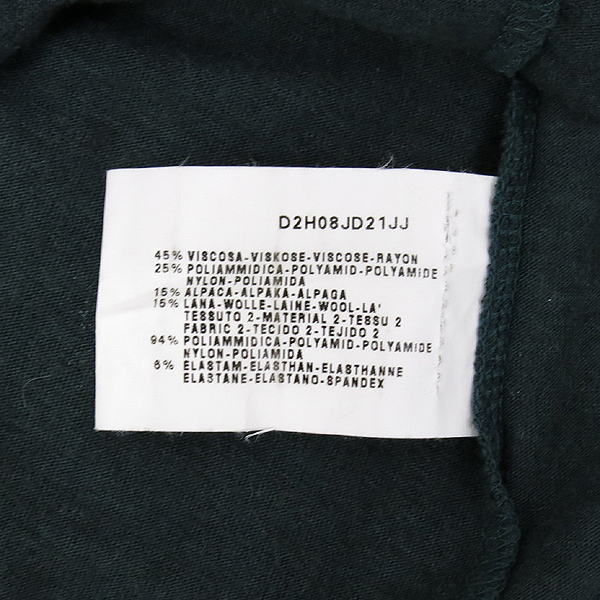 D2H08JD21JJ
45% VISCOSA-VISKOSE-VISCOSE-RAYON
25% POLIAMMIDICA-POLYAMID-POLYAMIDE
NYLON-POLIAMIDA
15% ALPACA-ALPAKA-ALPAGA
15% LANA-WOLLE-LAINE-WOOL-LA'
TESSUTO 2-MATERIAL 2-TESSU 2
FABRIC 2-TECIDO 2-TEJIDO 2
94% POLIAMMIDICA-POLYAMID-POLYAMIDE
NYLON-POLIAMIDA
6% ELASTAM-ELASTHAN-ELASTHANNE
ELASTANE-ELASTANO-SPANDEX